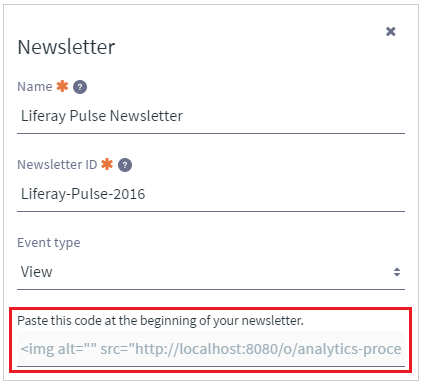 Newsletter
Name
Liferay Pulse Newsletter
Newsletter ID
Liferay-Pulse-2016
Event type
View
Paste this code at the beginning of your newsletter.
<img alt="" src="http://localhost:8080/o/analytics-proce